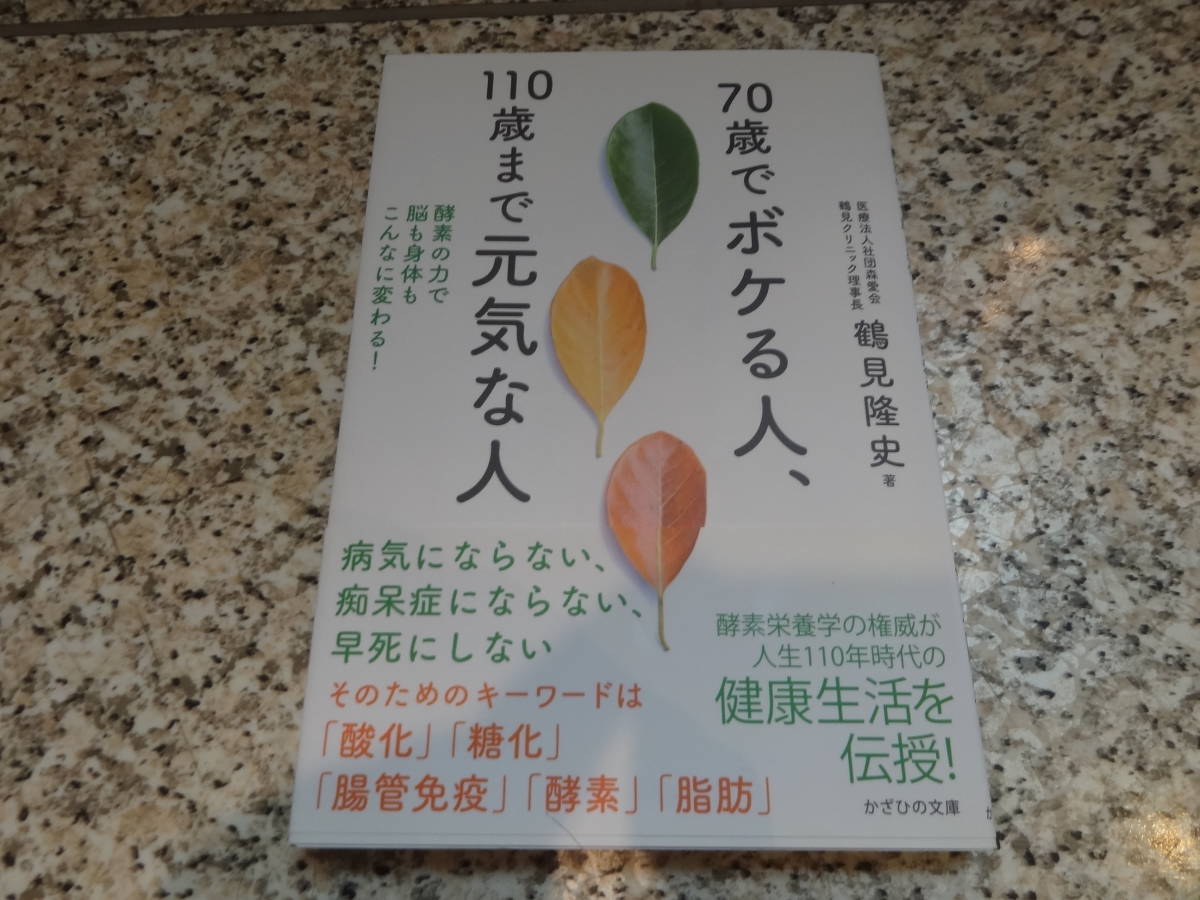 70歳でボケる人、
110歳まで元気な人
医療法人社団森愛会
鶴見クリニック理事長
鶴見隆史 著
酵素の力で
脳も身体も
こんなに変わる!
病気にならない、
痴呆症にならない、
早死にしない
そのためのキーワードは
「酸化」「糖化」
「腸管免疫」「酵素」「脂肪」
酵素栄養学の権威が
人生110年時代の
健康生活を
伝授!
かざひの文庫